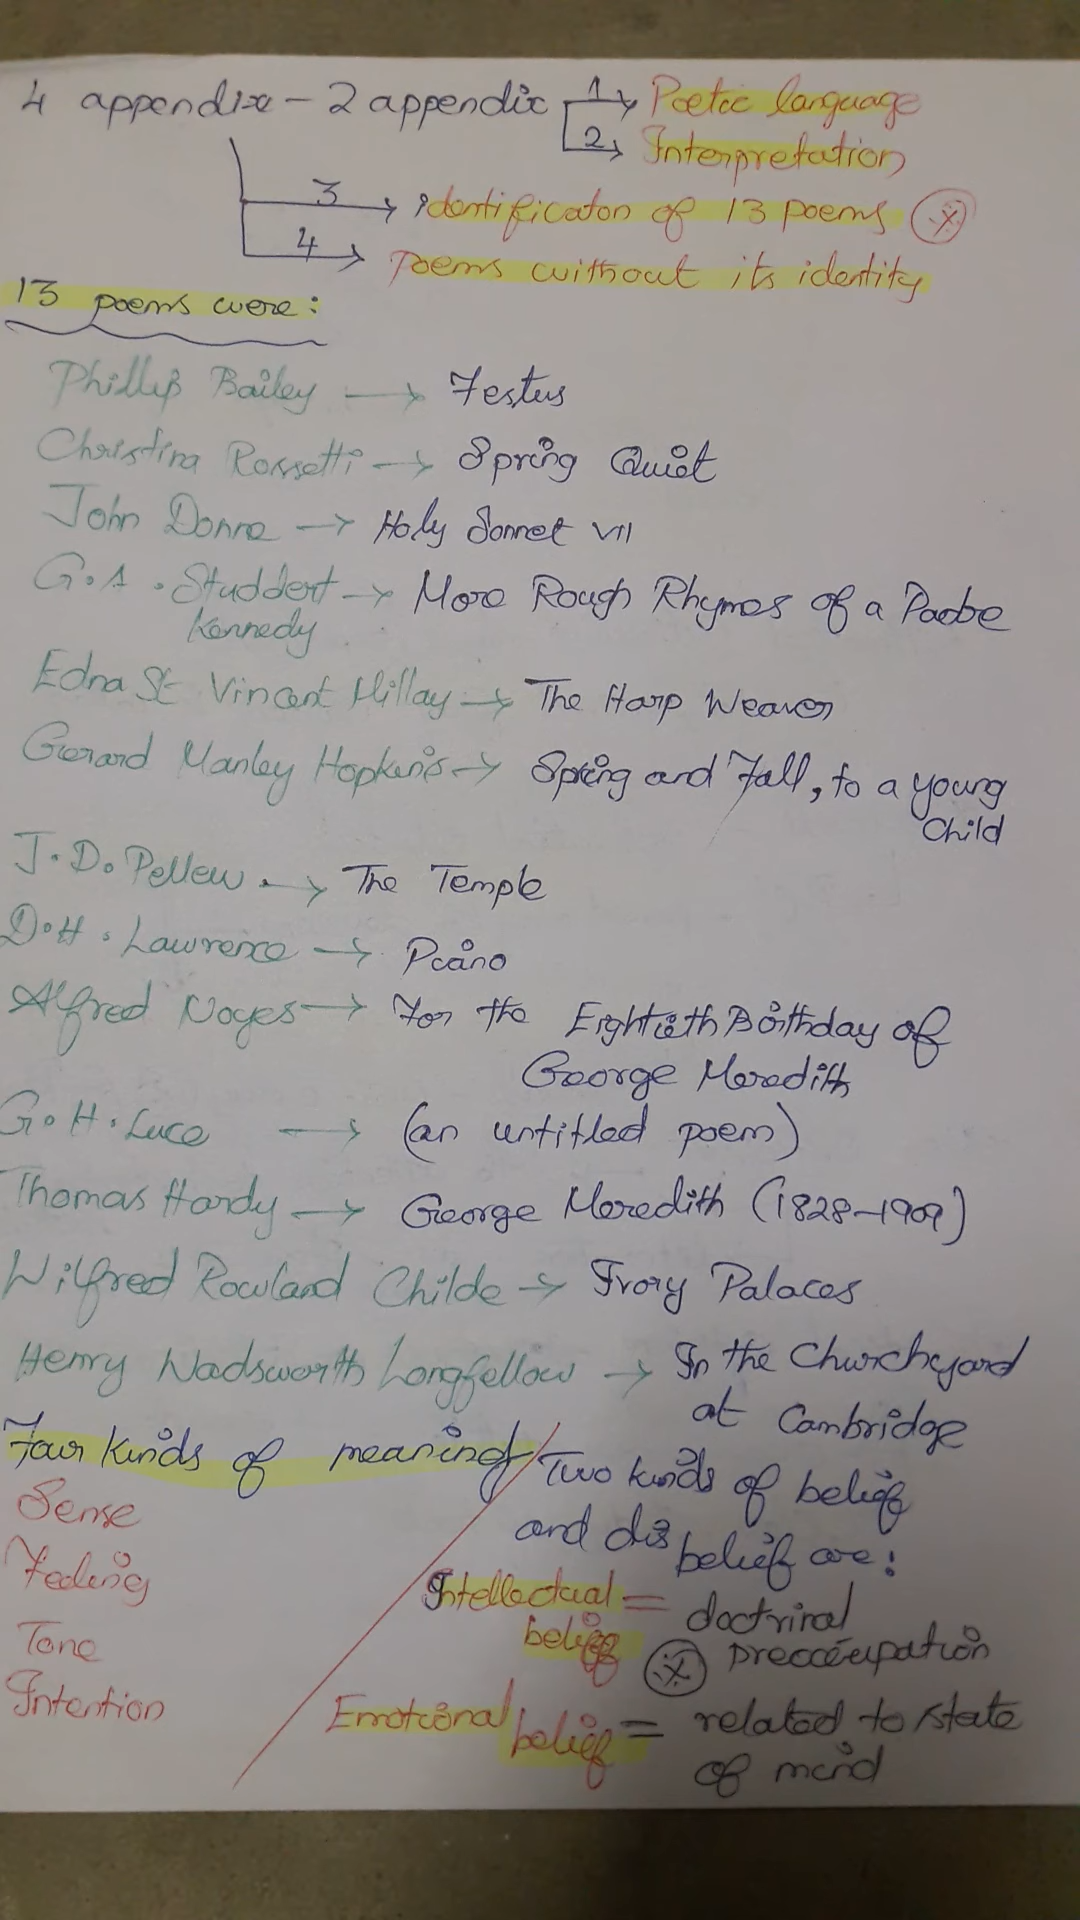 4 appendix - 2 appendix 1 → Poetic language
2 → Interpretation
3 → identificaton of 13 poems
4 → poems without its identity
13 poems were:
Phillip Bailey → Festus
Christina Rossetti → Spring Quiet
John Donne → Holy Sonnet VII
G.A. Studdert Kennedy → More Rough Rhymes of a Padre
Edna St Vincent Millay → The Harp Weaver
Gerard Manley Hopkins → Spring and Fall, to a young
Child
J.D. Pellew → The Temple
D.H. Lawrence → Piano
Alfred Noyes → For the Eightieth Birthday of
George Meredith
G.H. Luce → (an untitled poem)
Thomas Hardy → George Meredith (1828-1909)
Wilfred Rowland Childe → Ivory Palaces
Henry Wadsworth Longfellow → In the Churchyard
at Cambridge
Four kinds of meaning
Sense
Feeling
Tone
Intention
Two kinds of belief
and dis belief are:
Intellectual belief = doctrinal
preoccupation
Emotional belief = related to state
of mind